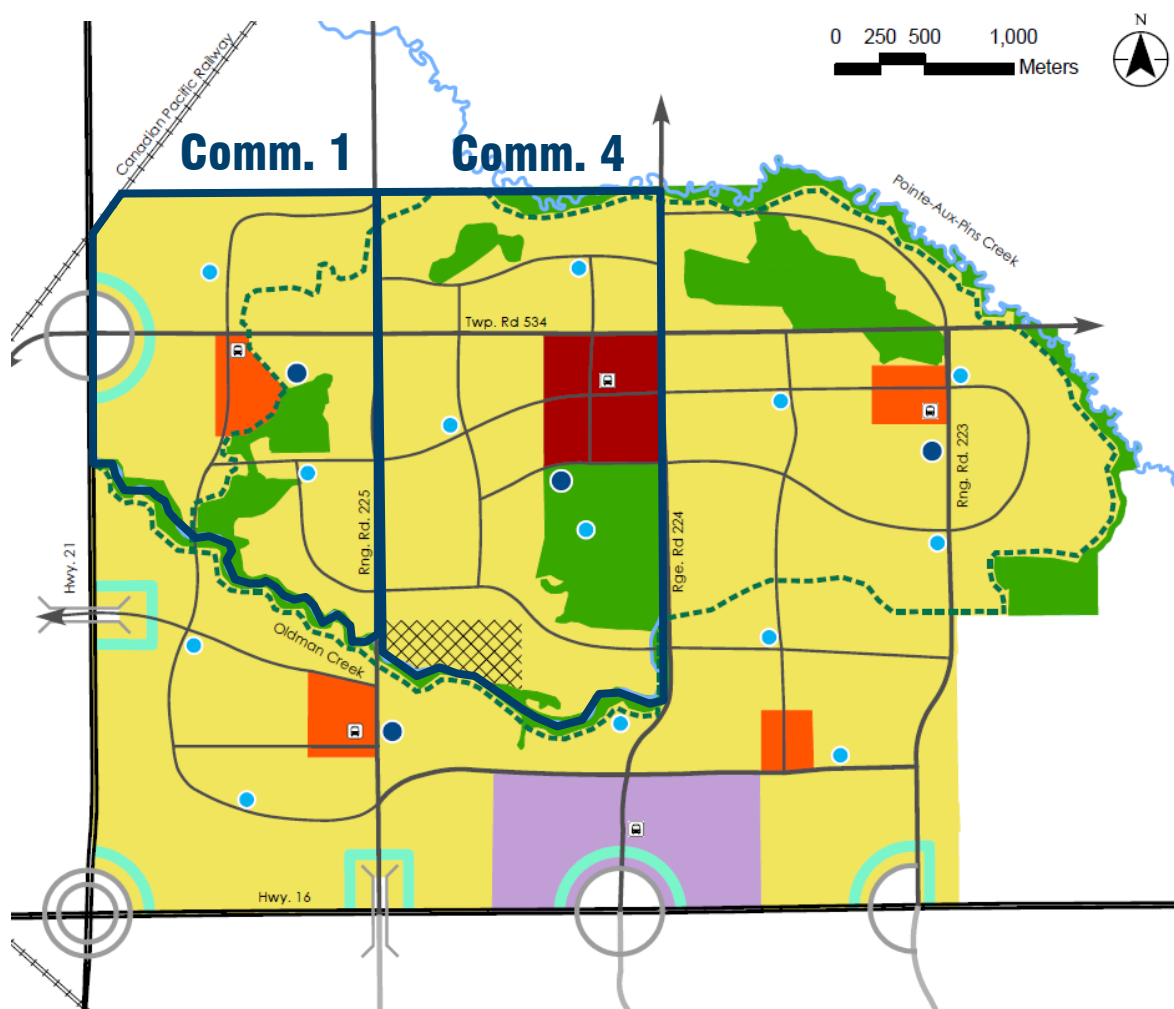 N
0 250 500 1,000
Meters
Canadian Pacific Railway
Comm. 1 Comm. 4
Pointe-Aux-Pins Creek
Twp. Rd 534
Rng. Rd. 225
Rge. Rd 224
Rng. Rd. 223
Hwy. 21
Oldman Creek
Hwy. 16